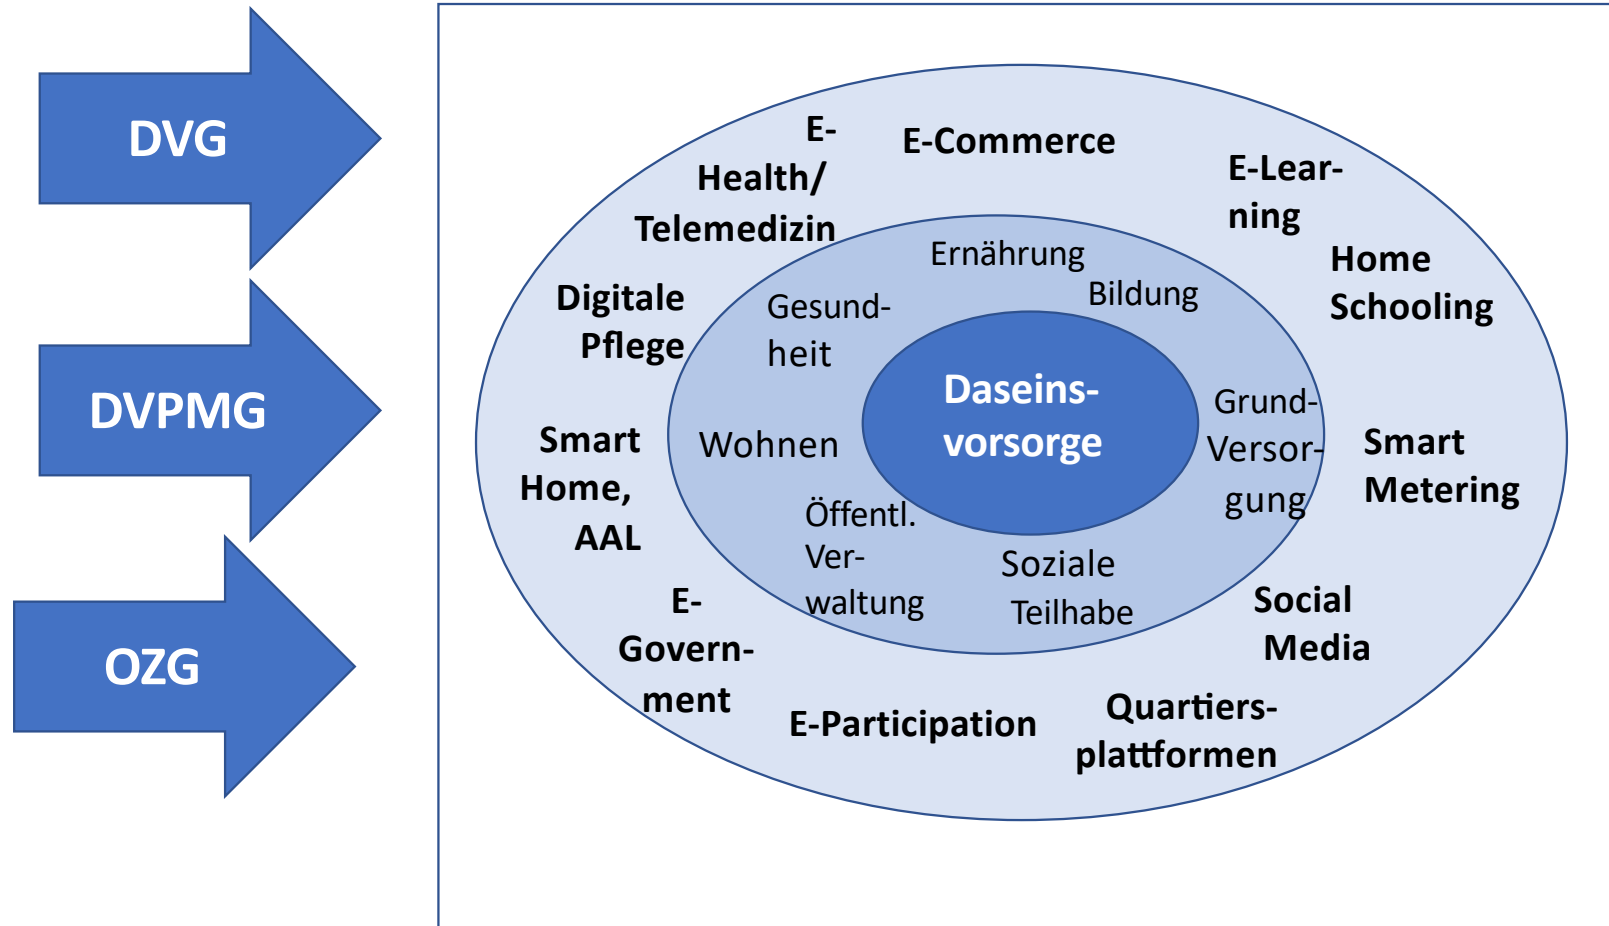 DVG
DVPMG
OZG
E-
Health/
Telemedizin
E-Commerce
E-Lear-
ning
Home
Schooling
Digitale
Pflege
Smart
Home,
AAL
E-
Govern-
ment
E-Participation
Quartiers-
plattformen
Social
Media
Smart
Metering
Ernährung
Bildung
Gesund-
heit
Wohnen
Öffentl.
Ver-
waltung
Soziale
Teilhabe
Grund-
Versor-
gung
Daseins-
vorsorge